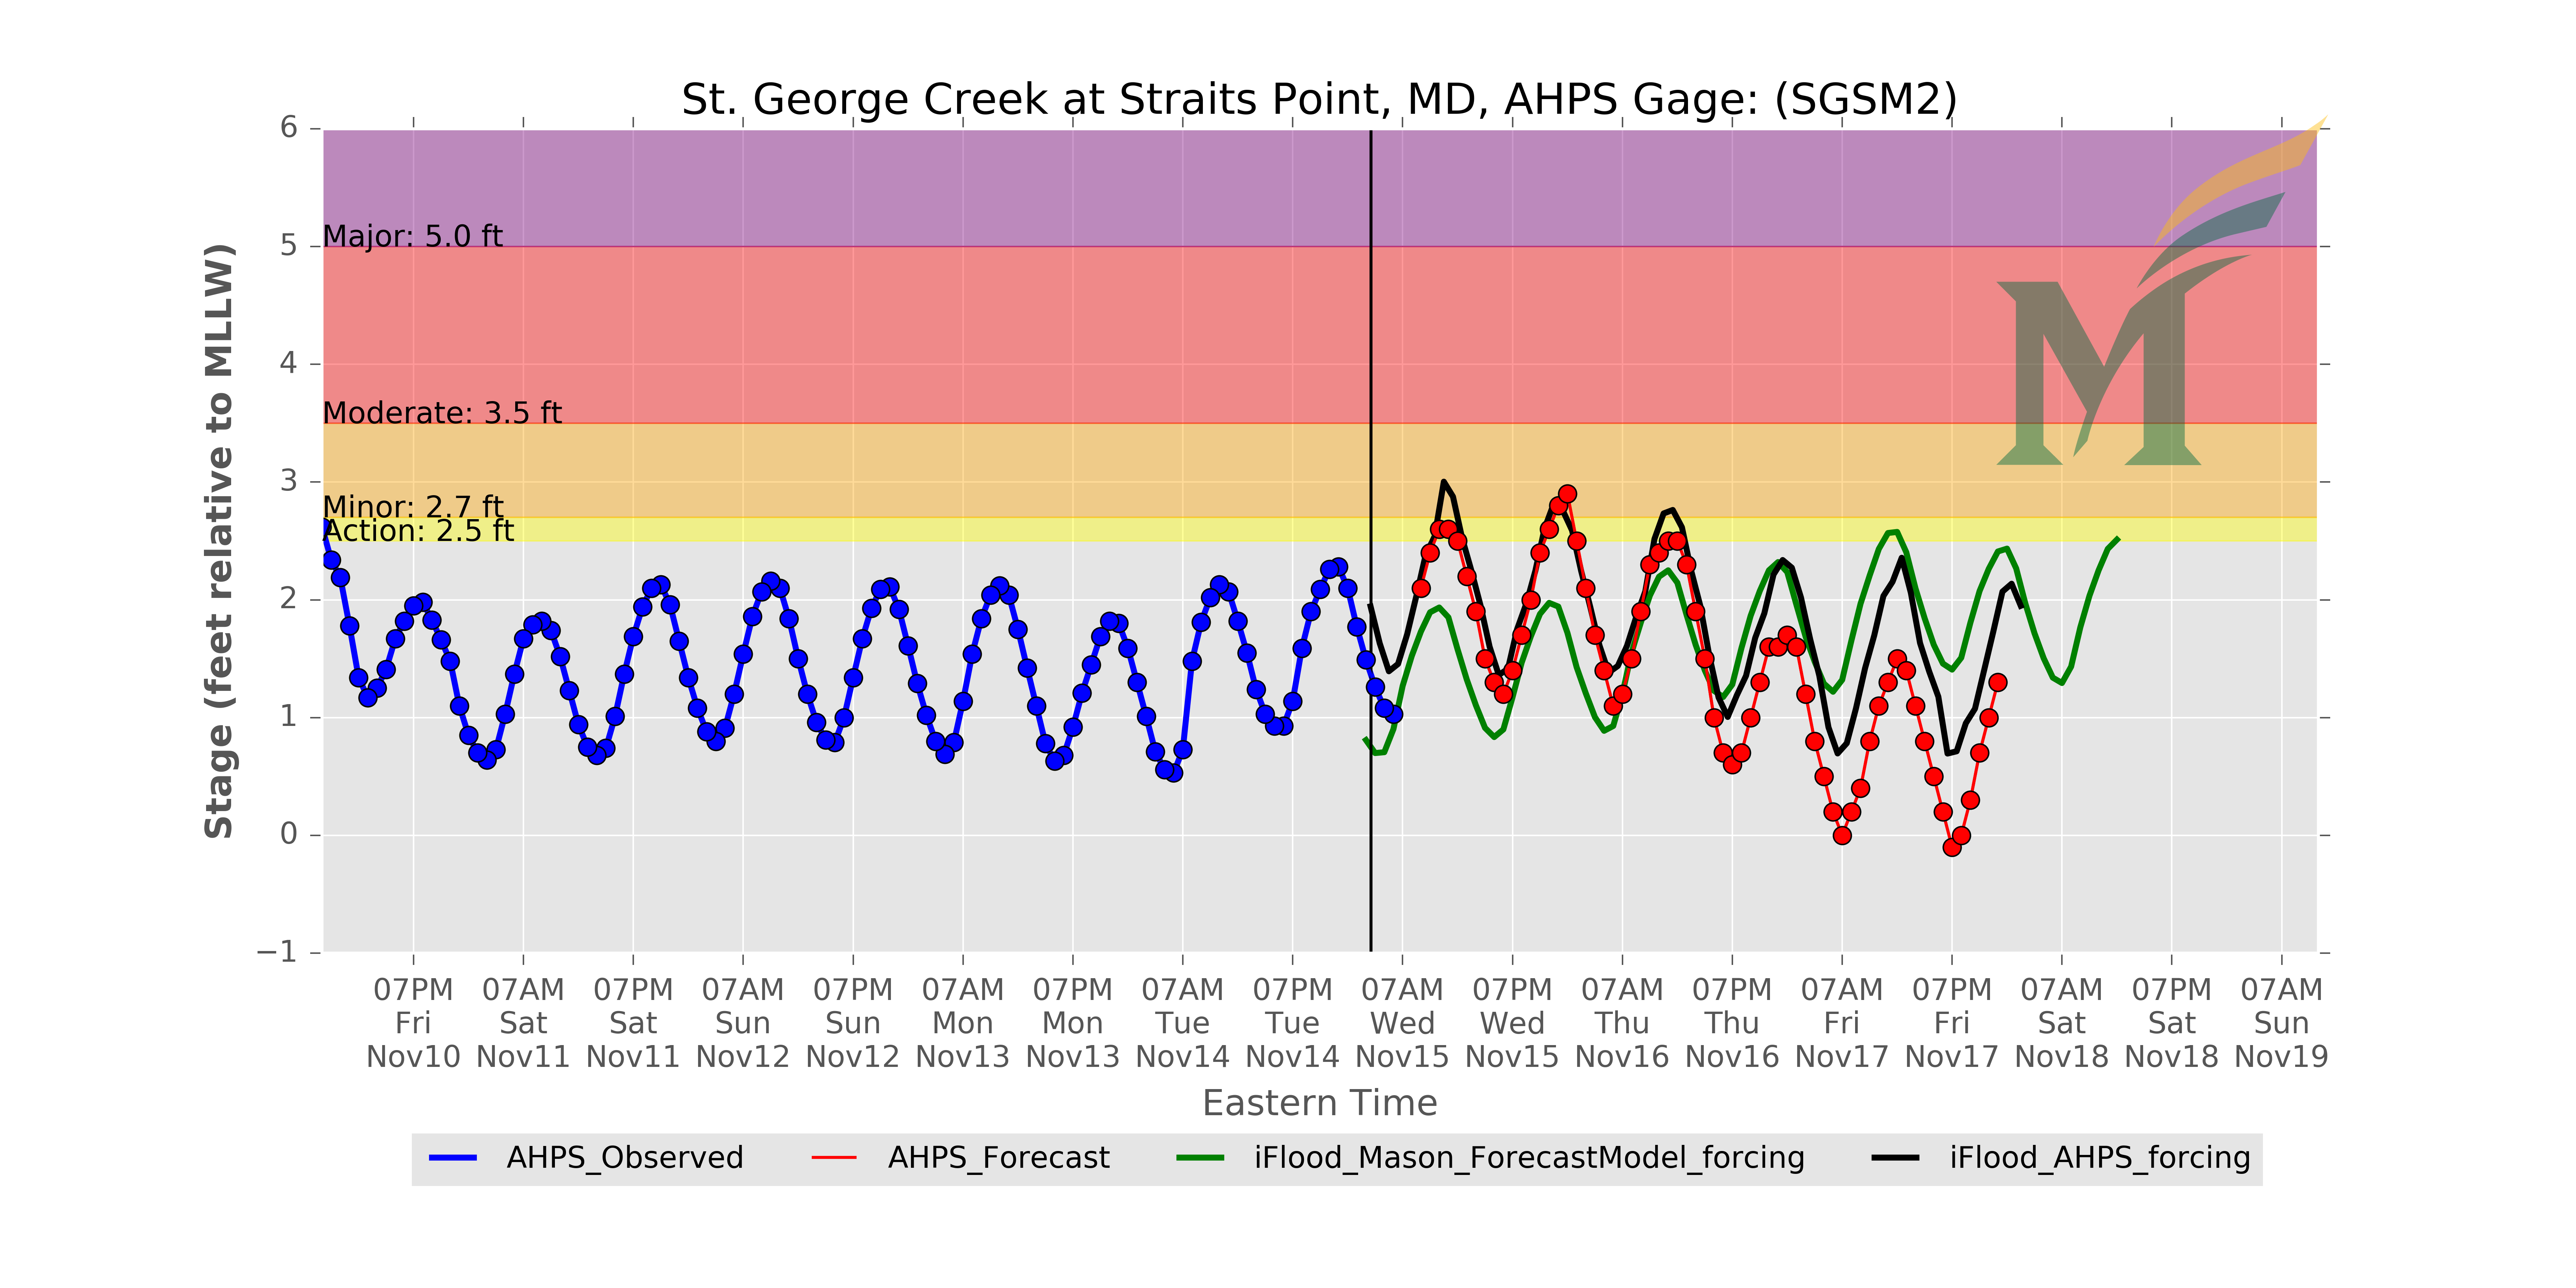 St. George Creek at Straits Point, MD, AHPS Gage: (SGSM2)
Stage (feet relative to MLLW)
6
5
4
3
2
1
0
−1
Major: 5.0 ft
Moderate: 3.5 ft
Minor: 2.7 ft
Action: 2.5 ft
M
07PM 07AM 07PM 07AM 07PM 07AM 07PM 07AM 07PM 07AM 07PM 07AM 07PM 07AM 07PM 07AM 07PM 07AM
Fri Sat Sat Sun Sun Mon Mon Tue Tue Wed Wed Thu Thu Fri Fri Sat Sat Sun
Nov10 Nov11 Nov11 Nov12 Nov12 Nov13 Nov13 Nov14 Nov14 Nov15 Nov15 Nov16 Nov16 Nov17 Nov17 Nov18 Nov18 Nov19
Eastern Time
AHPS_Observed AHPS_Forecast iFlood_Mason_ForecastModel_forcing iFlood_AHPS_forcing